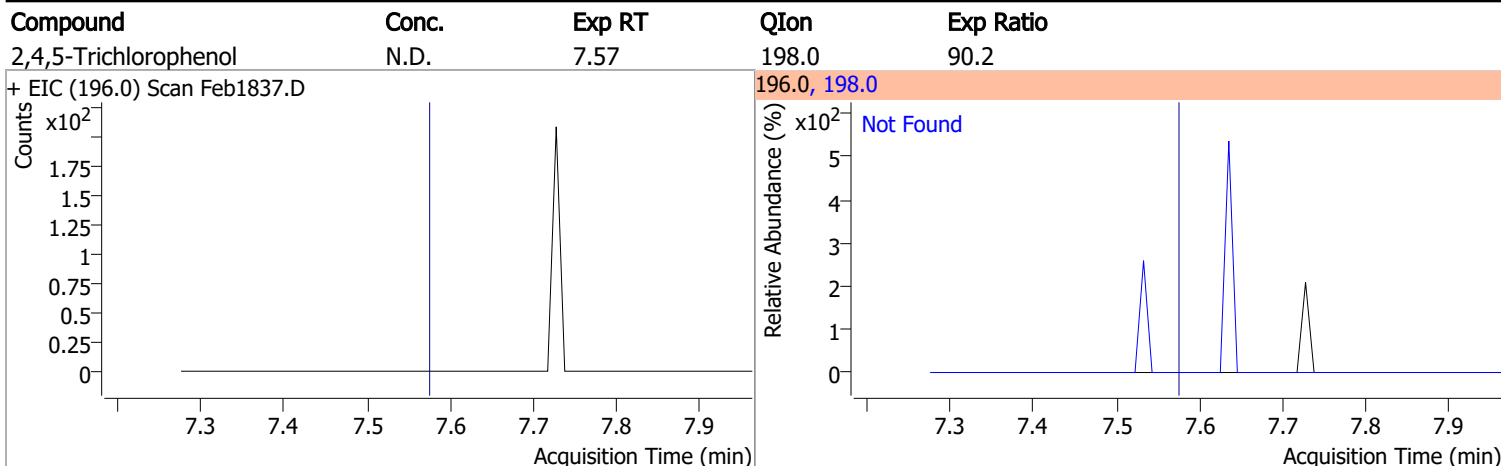 Compound Conc. Exp RT QIon Exp Ratio
2,4,5-Trichlorophenol N.D. 7.57 198.0 90.2
+ EIC (196.0) Scan Feb1837.D
Counts
x10²
1.75
1.5
1.25
1
0.75
0.5
0.25
0
7.3 7.4 7.5 7.6 7.7 7.8 7.9
Acquisition Time (min)
196.0, 198.0
Relative Abundance (%)
x10²
Not Found
5
4
3
2
1
0
7.3 7.4 7.5 7.6 7.7 7.8 7.9
Acquisition Time (min)